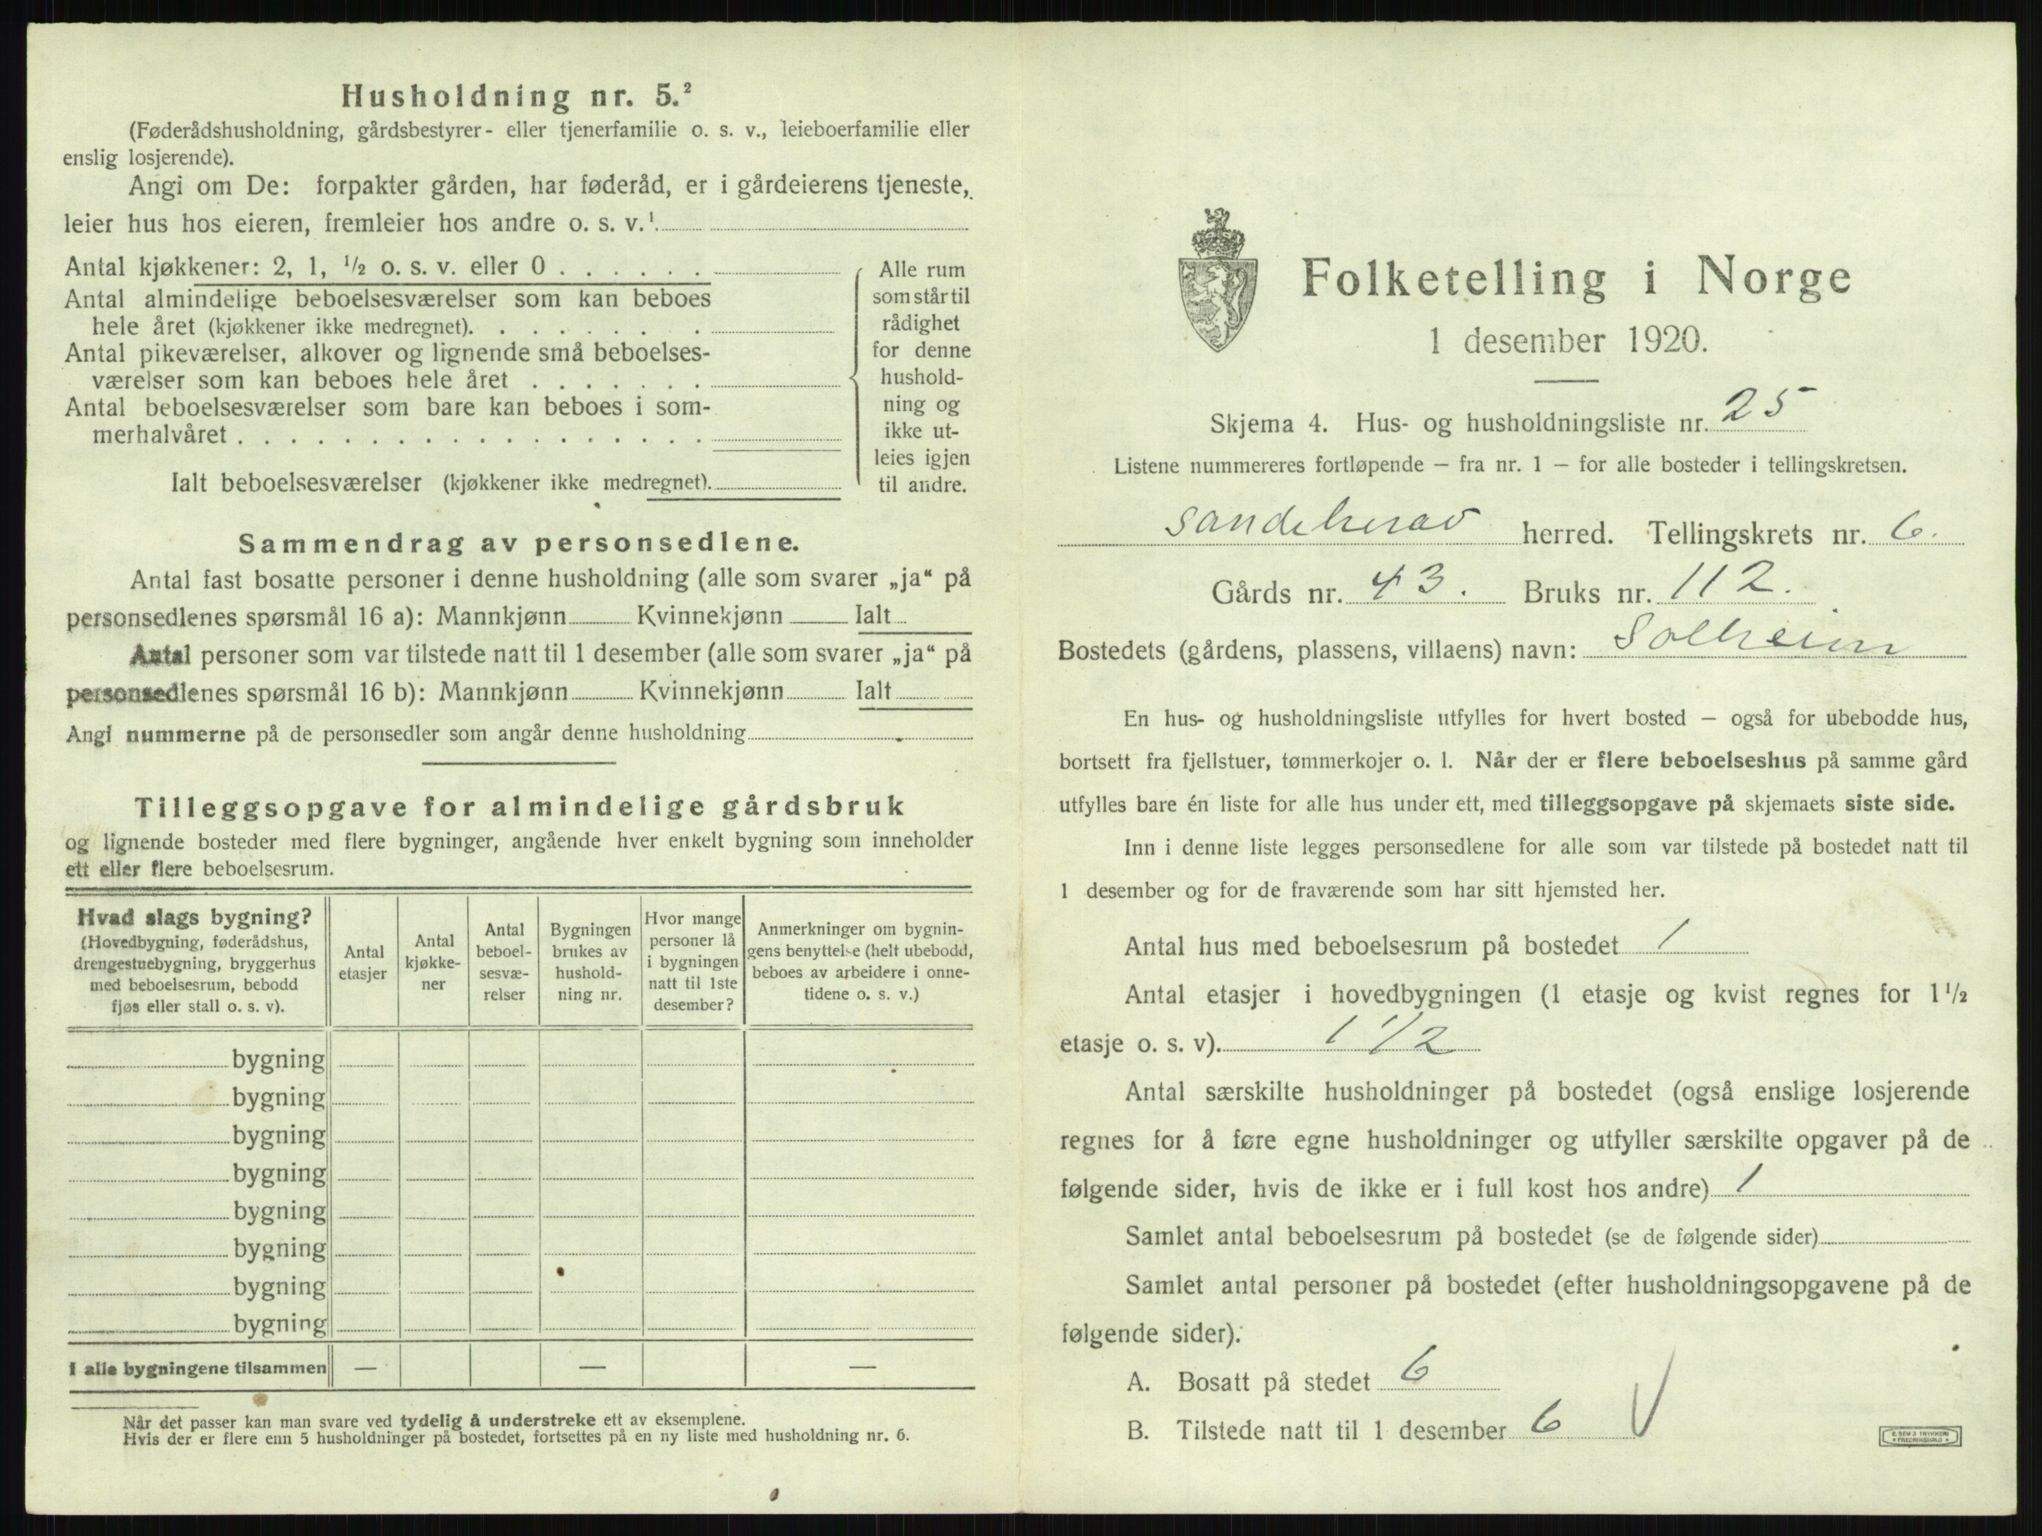 Husholdning nr. 5.²
(Føderådshusholdning, gårdsbestyrer- eller tjenerfamilie o. s. v., leieboerfamilie eller
enslig losjerende).
Angi om De: forpakter gården, har føderåd, er i gårdeierens tjeneste,
leier hus hos eieren, fremleier hos andre o. s. v.¹
Antal kjøkkener: 2, 1, ½ o. s. v. eller 0 . . . . . .
Antal almindelige beboelsesværelser som kan beboes
hele året (kjøkkener ikke medregnet). . . . . . . . .
Antal pikeværelser, alkover og lignende små beboelses-
værelser som kan beboes hele året . . . . . . .
Antal beboelsesværelser som bare kan beboes i som-
merhalvåret . . . . . . . . . . . . . . . . . .
Ialt beboelsesværelser (kjøkkener ikke medregnet).
Alle rum
som står til
rådighet
for denne
hushold-
ning og
ikke ut-
leies igjen
til andre.
Sammendrag av personsedlene.
Antal fast bosatte personer i denne husholdning (alle som svarer „ja“ på
personsedlenes spørsmål 16 a): Mannkjønn Kvinnekjønn Ialt
Antal personer som var tilstede natt til 1 desember (alle som svarer „ja“ på
personsedlenes spørsmål 16 b): Mannkjønn Kvinnekjønn Ialt
Angi nummerne på de personsedler som angår denne husholdning
Tilleggsopgave for almindelige gårdsbruk
og lignende bosteder med flere bygninger, angående hver enkelt bygning som inneholder
ett eller flere beboelsesrum.
Hvad slags bygning?
(Hovedbygning, føderådshus,
drengestuebygning, bryggerhus
med beboelsesrum, bebodd
fjøs eller stall o. s. v).
Antal
etasjer
Antal
kjøkke-
ner
Antal
beboel-
sesvæ-
relser
Bygningen
brukes av
hushold-
ning nr.
Hvor mange
personer lå
i bygningen
natt til 1ste
desember?
Anmerkninger om bygnin-
gens benyttelse (helt ubebodd,
beboes av arbeidere i onne-
tidene o. s. v.)
bygning
bygning
bygning
bygning
bygning
bygning
bygning
bygning
I alle bygningene tilsammen — — —
Når det passer kan man svare ved tydelig å understreke ett av eksemplene.
Hvis der er flere enn 5 husholdninger på bostedet, fortsettes på en ny liste med husholdning nr. 6.
Folketelling i Norge
1 desember 1920.
Skjema 4. Hus- og husholdningsliste nr. 25
Listene nummereres fortløpende – fra nr. 1 – for alle bosteder i tellingskretsen.
Sandeherad herred. Tellingskrets nr. 6.
Gårds nr. 43. Bruks nr. 112.
Bostedets (gårdens, plassens, villaens) navn: Solheim
En hus- og husholdningsliste utfylles for hvert bosted – også for ubebodde hus,
bortsett fra fjellstuer, tømmerkojer o. l. Når der er flere beboelseshus på samme gård
utfylles bare én liste for alle hus under ett, med tilleggsopgave på skjemaets siste side.
Inn i denne liste legges personsedlene for alle som var tilstede på bostedet natt til
1 desember og for de fraværende som har sitt hjemsted her.
Antal hus med beboelsesrum på bostedet 1
Antal etasjer i hovedbygningen (1 etasje og kvist regnes for 1½
etasje o. s. v). 1 1/2
Antal særskilte husholdninger på bostedet (også enslige losjerende
regnes for å føre egne husholdninger og utfyller særskilte opgaver på de
følgende sider, hvis de ikke er i full kost hos andre) 1
Samlet antal beboelsesrum på bostedet (se de følgende sider)
Samlet antal personer på bostedet (efter husholdningsopgavene på de
følgende sider).
A. Bosatt på stedet 6
B. Tilstede natt til 1 desember 6 V
E. SEM'S TRYKKERI
FREDRIKSHALD